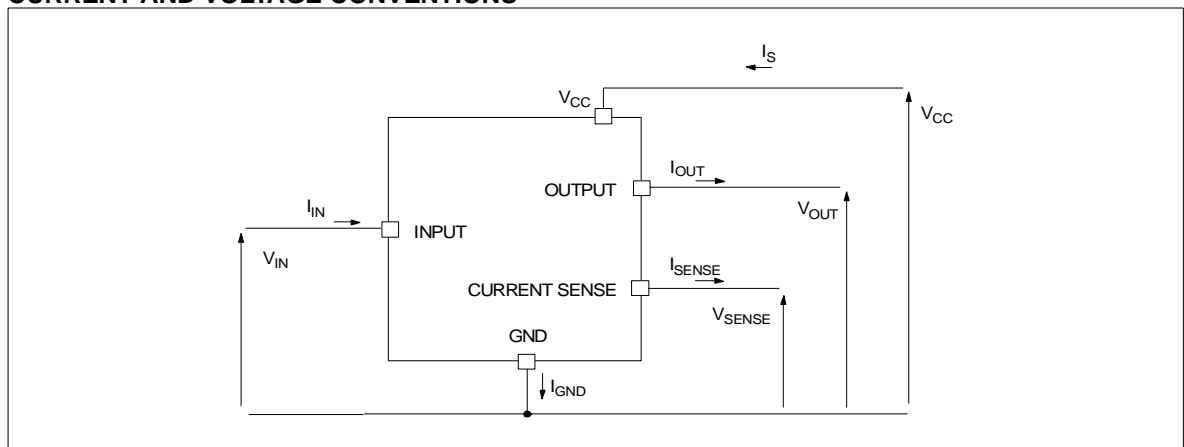 CURRENT AND VOLTAGE CONVENTIONS
I_S
V_CC
V_CC
I_OUT
OUTPUT
V_OUT
I_IN
INPUT
V_IN
I_SENSE
CURRENT SENSE
V_SENSE
GND
I_GND